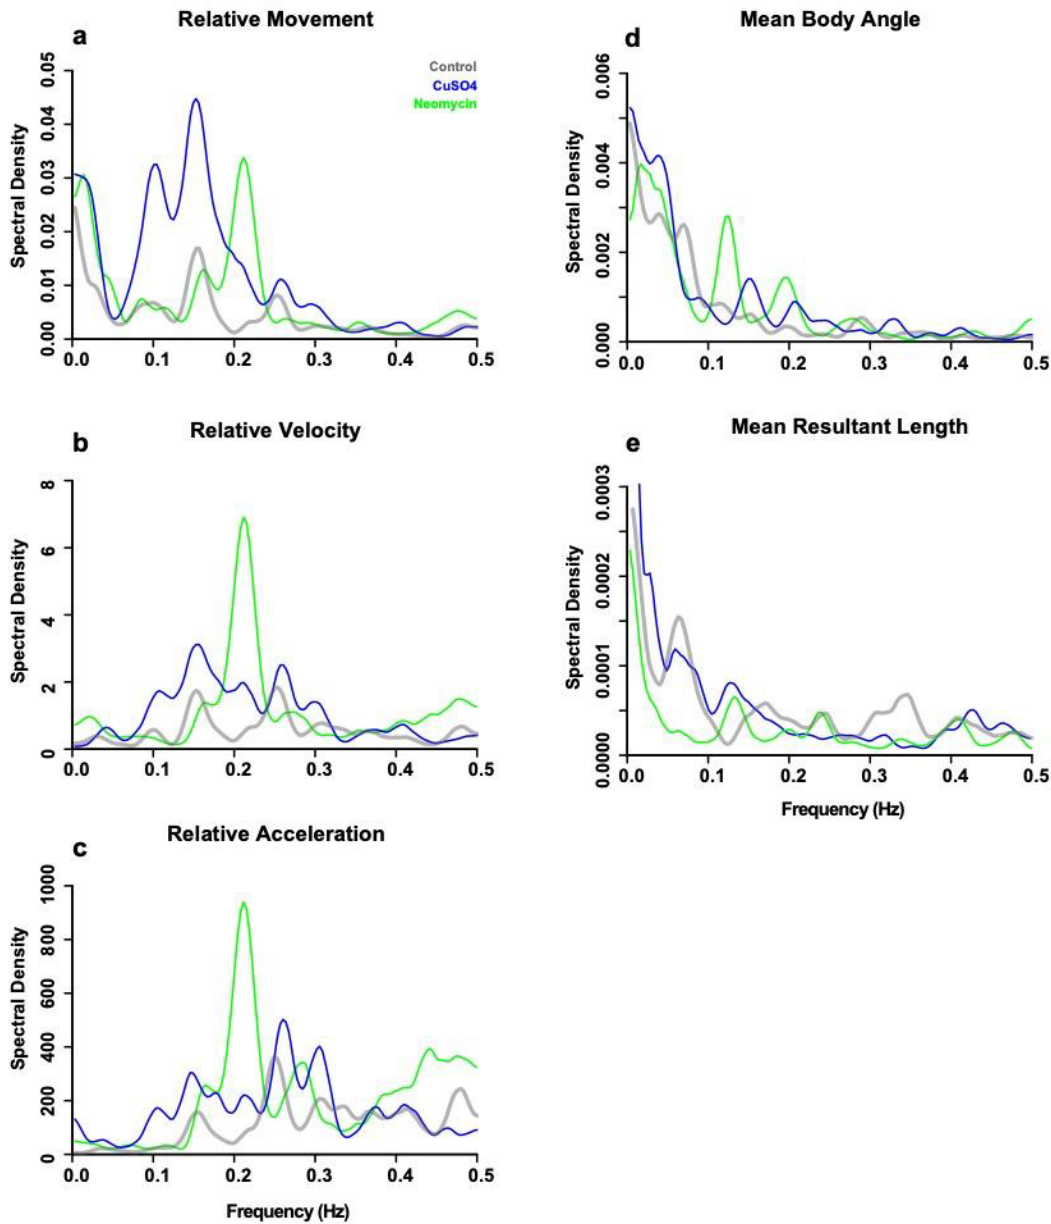 Relative Movement
a
Control
CuSO4
Neomycin
Spectral Density
0.00 0.01 0.02 0.03 0.04 0.05
0.0 0.1 0.2 0.3 0.4 0.5
Mean Body Angle
d
Spectral Density
0.000 0.002 0.004 0.006
0.0 0.1 0.2 0.3 0.4 0.5
Relative Velocity
b
Spectral Density
0 2 4 6 8
0.0 0.1 0.2 0.3 0.4 0.5
Mean Resultant Length
e
Spectral Density
0.0000 0.0001 0.0002 0.0003
0.0 0.1 0.2 0.3 0.4 0.5
Frequency (Hz)
Relative Acceleration
c
Spectral Density
0 200 400 600 800 1000
0.0 0.1 0.2 0.3 0.4 0.5
Frequency (Hz)